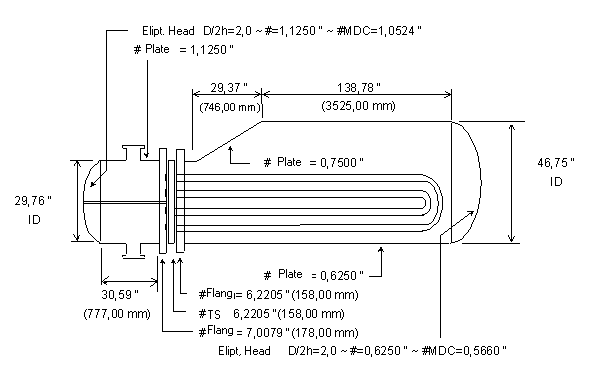 Elipt. Head D/2h=2,0 ~ #=1,1250" ~ #MDC=1,0524"
# Plate = 1,1250"
29,37"
(746,00 mm)
138,78"
(3525,00 mm)
# Plate = 0,7500"
46,75"
ID
29,76"
ID
# Plate = 0,6250"
30,59"
(777,00 mm)
#Flang = 6,2205"(158,00 mm)
#TS 6,2205"(158,00 mm)
#Flang = 7,0079"(178,00 mm)
Elipt, Head D/2h=2,0 ~ #=0,6250" ~ #MDC=0,5660"